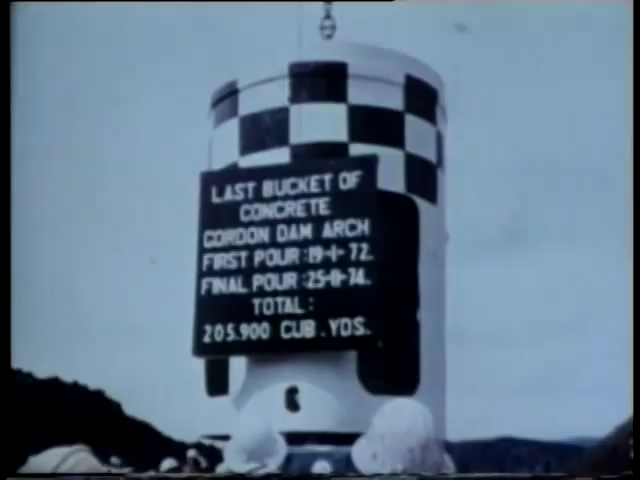 LAST BUCKET OF
CONCRETE
GORDON DAM ARCH
FIRST POUR :19-1-72.
FINAL POUR :25-11-74.
TOTAL :
205.900 CUB. YDS.